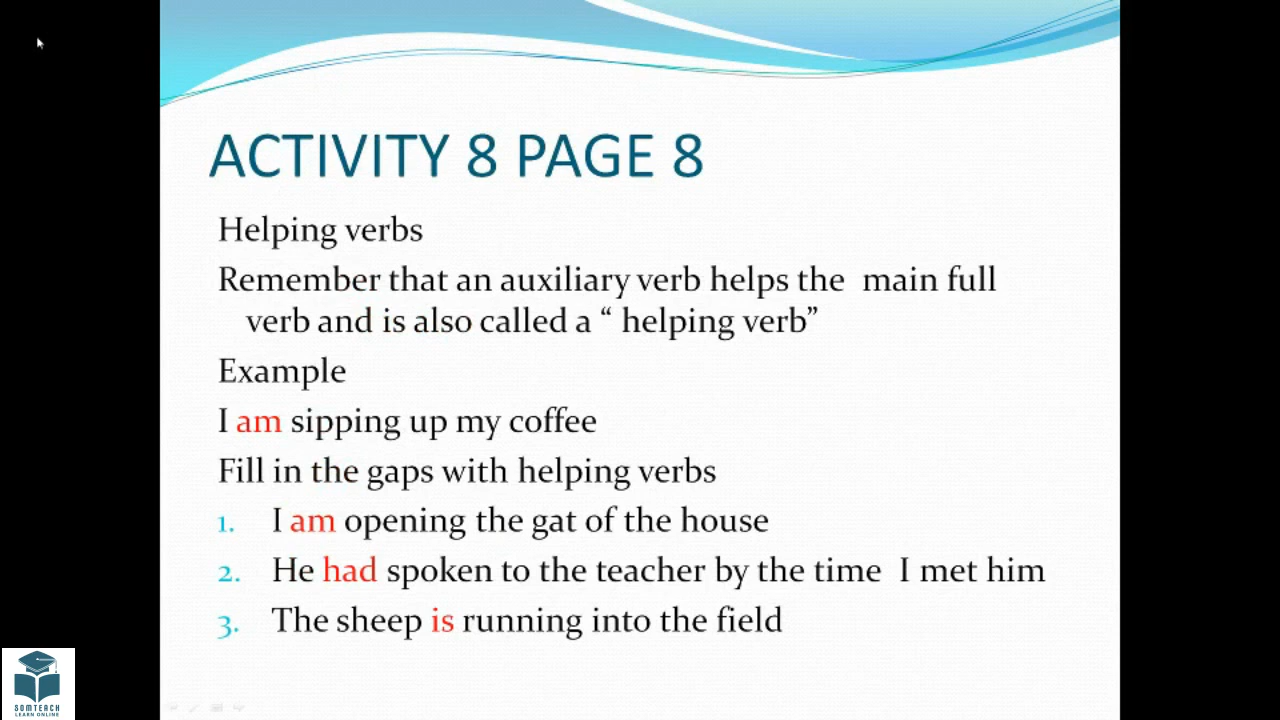 ACTIVITY 8 PAGE 8
Helping verbs
Remember that an auxiliary verb helps the main full
verb and is also called a “ helping verb”
Example
I am sipping up my coffee
Fill in the gaps with helping verbs
1. I am opening the gat of the house
2. He had spoken to the teacher by the time I met him
3. The sheep is running into the field
SOMTEACH
LEARN ONLINE